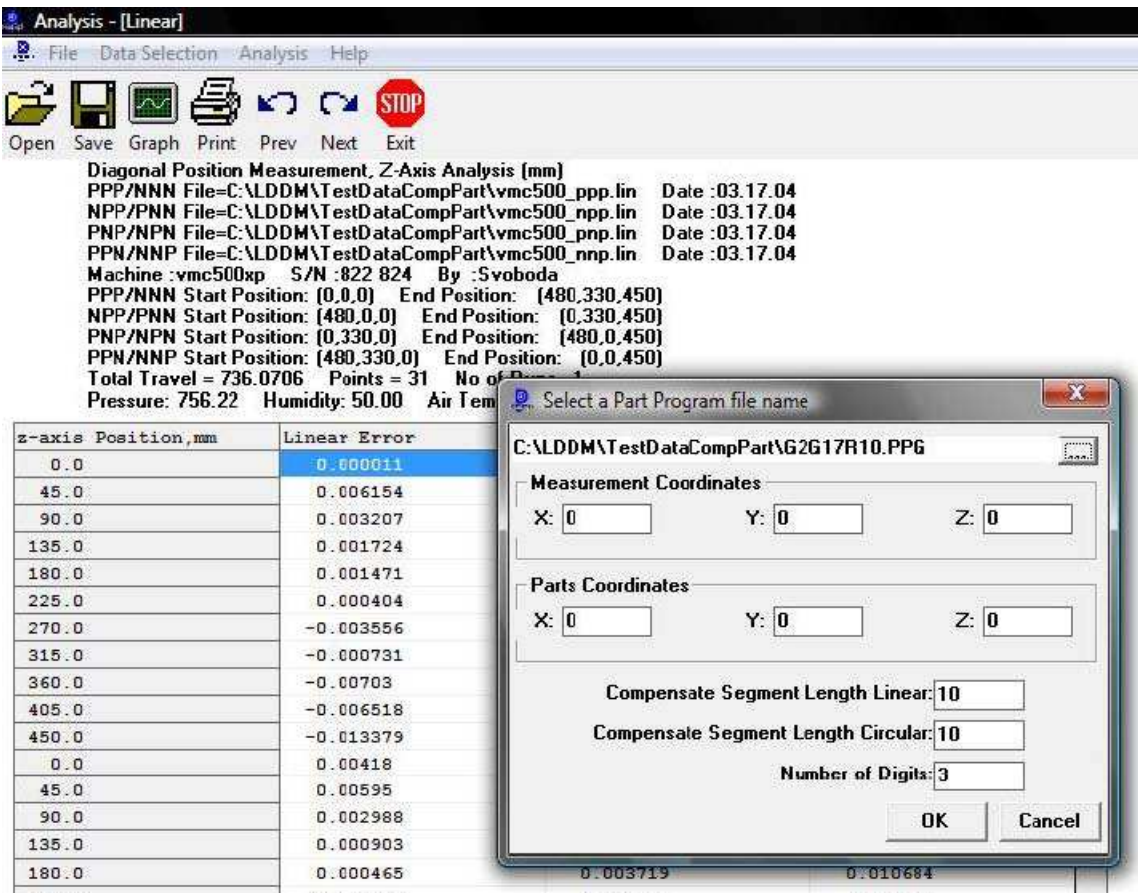 Analysis - [Linear]
File Data Selection Analysis Help
STOP
Open Save Graph Print Prev Next Exit
Diagonal Position Measurement, Z-Axis Analysis (mm)
PPP/NNN File=C:\LDDM\TestDataCompPart\vmc500_ppp.lin Date :03.17.04
NPP/PNN File=C:\LDDM\TestDataCompPart\vmc500_npp.lin Date :03.17.04
PNP/NPN File=C:\LDDM\TestDataCompPart\vmc500_pnp.lin Date :03.17.04
PPN/NNP File=C:\LDDM\TestDataCompPart\vmc500_nnp.lin Date :03.17.04
Machine :vmc500xp S/N :822 824 By :Svoboda
PPP/NNN Start Position: (0,0,0) End Position: (480,330,450)
NPP/PNN Start Position: (480,0,0) End Position: (0,330,450)
PNP/NPN Start Position: (0,330,0) End Position: (480,0,450)
PPN/NNP Start Position: (480,330,0) End Position: (0,0,450)
Total Travel = 736.0706 Points = 31 No of
Pressure: 756.22 Humidity: 50.00 Air Tem
z-axis Position,mm Linear Error
0.0 0.000011
45.0 0.006154
90.0 0.003207
135.0 0.001724
180.0 0.001471
225.0 0.000404
270.0 -0.003556
315.0 -0.000731
360.0 -0.00703
405.0 -0.006518
450.0 -0.013379
0.0 0.00418
45.0 0.00595
90.0 0.002988
135.0 0.000903
180.0 0.000465 0.003719 0.010684
Select a Part Program file name
C:\LDDM\TestDataCompPart\G2G17R10.PPG ...
Measurement Coordinates
X: 0 Y: 0 Z: 0
Parts Coordinates
X: 0 Y: 0 Z: 0
Compensate Segment Length Linear: 10
Compensate Segment Length Circular: 10
Number of Digits: 3
OK Cancel